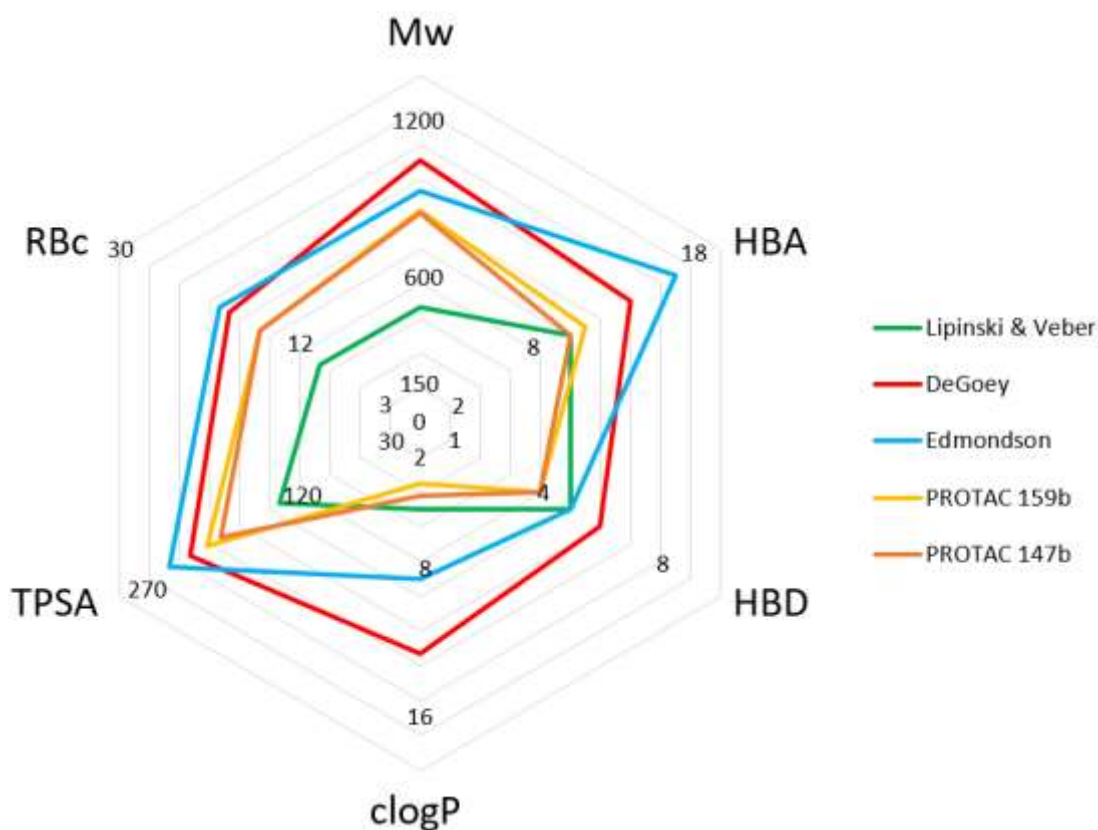 Mw
1200
RBc
30
HBA
18
600
12
8
Lipinski & Veber
DeGoey
Edmondson
PROTAC 159b
PROTAC 147b
150
3
2
0
30
1
2
120
4
8
8
TPSA
270
HBD
16
clogP